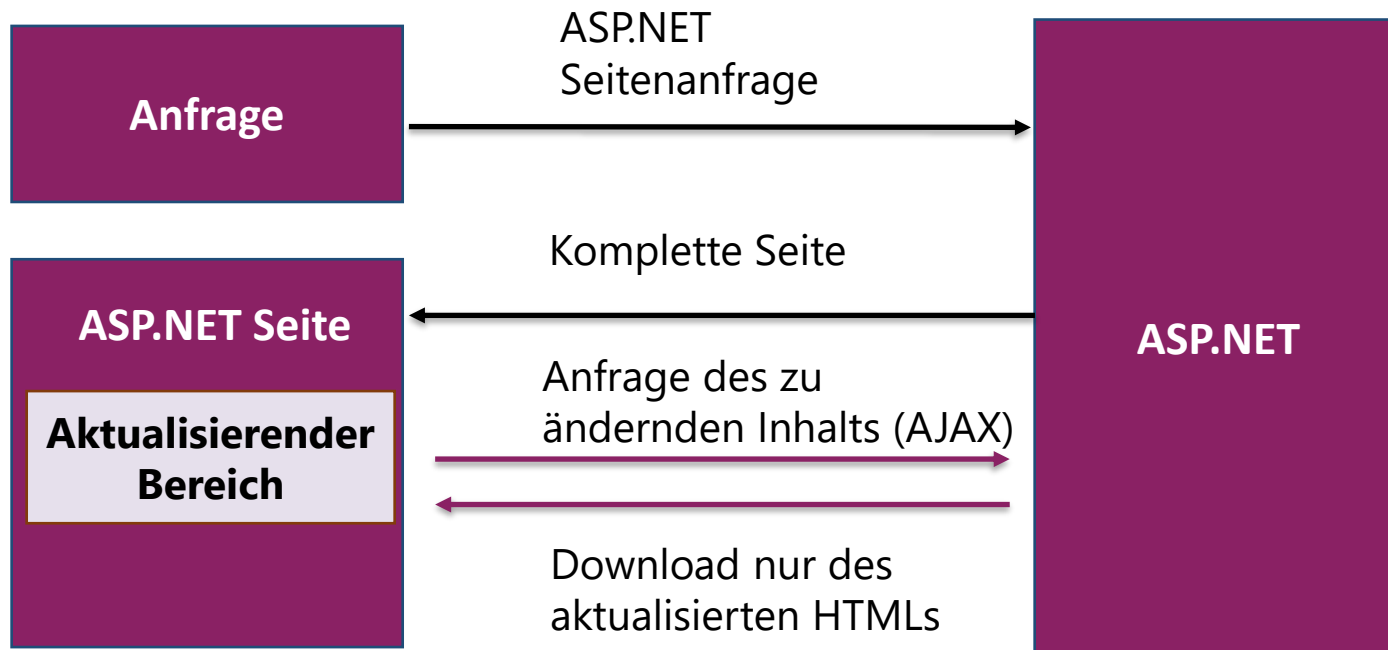 ASP.NET
Seitenanfrage
Anfrage
Komplette Seite
ASP.NET Seite
ASP.NET
Anfrage des zu
ändernden Inhalts (AJAX)
Aktualisierender
Bereich
Download nur des
aktualisierten HTMLs